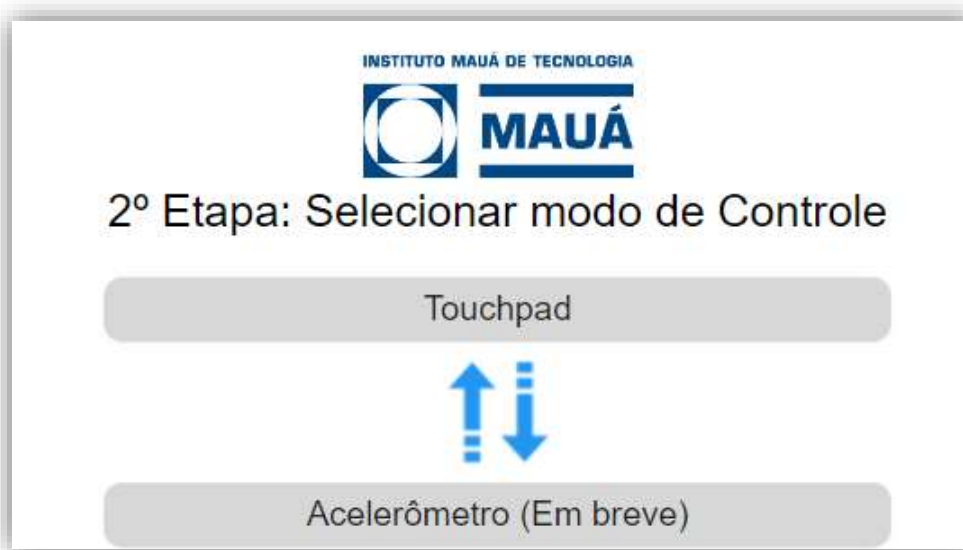 INSTITUTO MAUÁ DE TECNOLOGIA
MAUÁ
2º Etapa: Selecionar modo de Controle
Touchpad
Acelerômetro (Em breve)